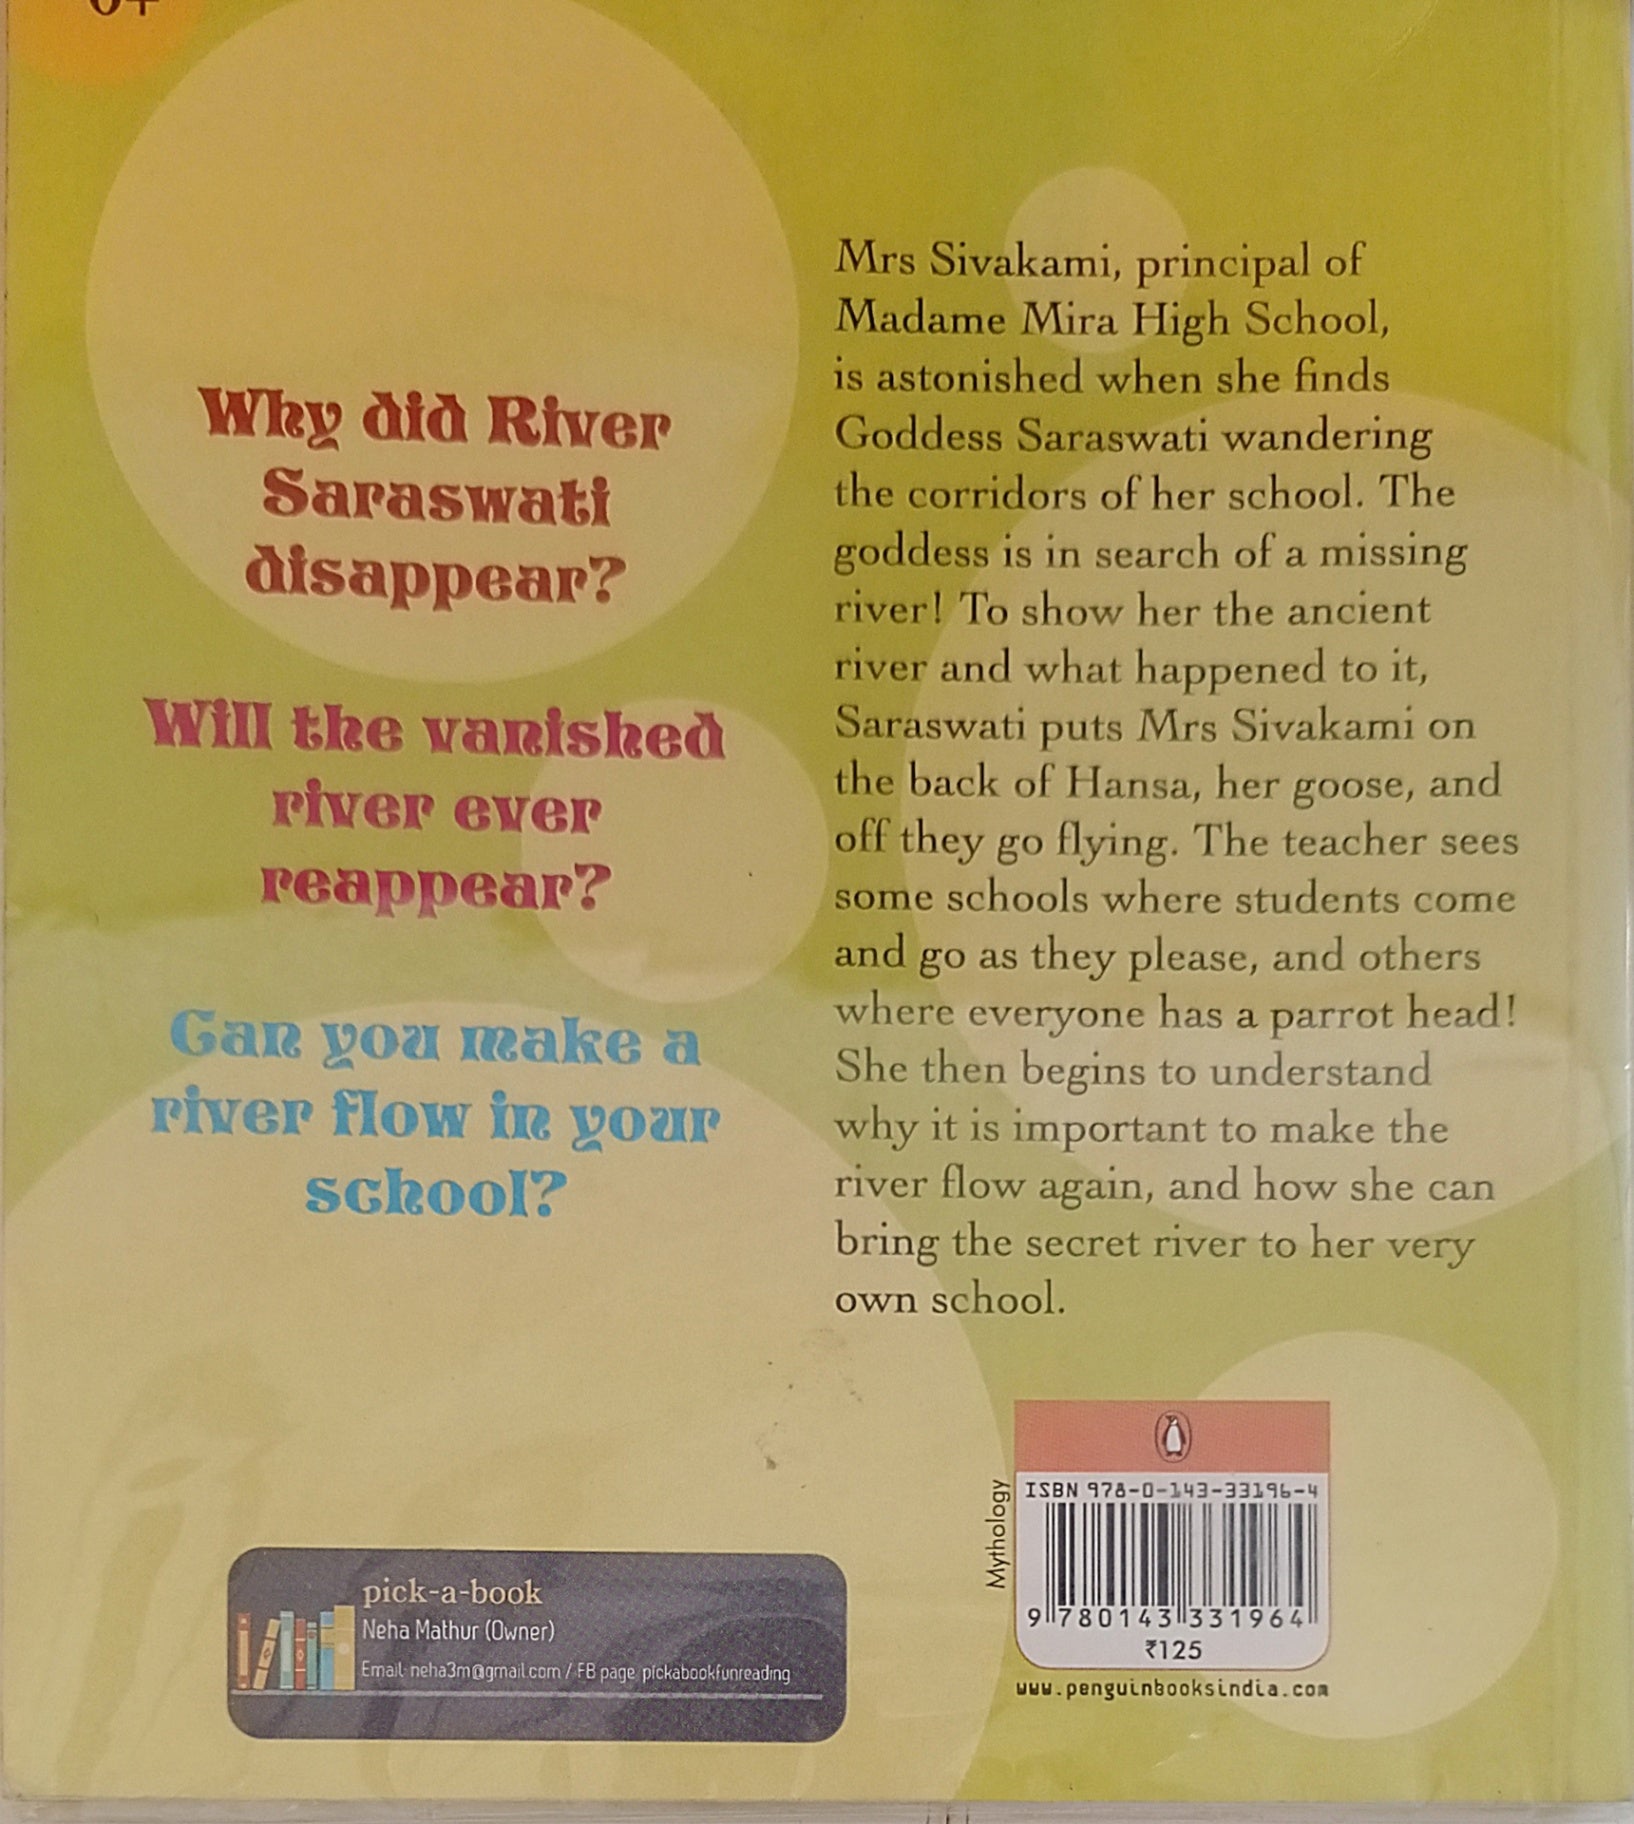 6+
Why did River
Saraswati
disappear?
Will the vanished
river ever
reappear?
Can you make a
river flow in your
school?
Mrs Sivakami, principal of
Madame Mira High School,
is astonished when she finds
Goddess Saraswati wandering
the corridors of her school. The
goddess is in search of a missing
river! To show her the ancient
river and what happened to it,
Saraswati puts Mrs Sivakami on
the back of Hansa, her goose, and
off they go flying. The teacher sees
some schools where students come
and go as they please, and others
where everyone has a parrot head!
She then begins to understand
why it is important to make the
river flow again, and how she can
bring the secret river to her very
own school.
pick-a-book
Neha Mathur (Owner)
Email: neha3m@gmail.com / FB page pickabookfunreading
Mythology
ISBN 978-0-143-33196-4
9 780143 331964
₹125
www.penguinbooksindia.com